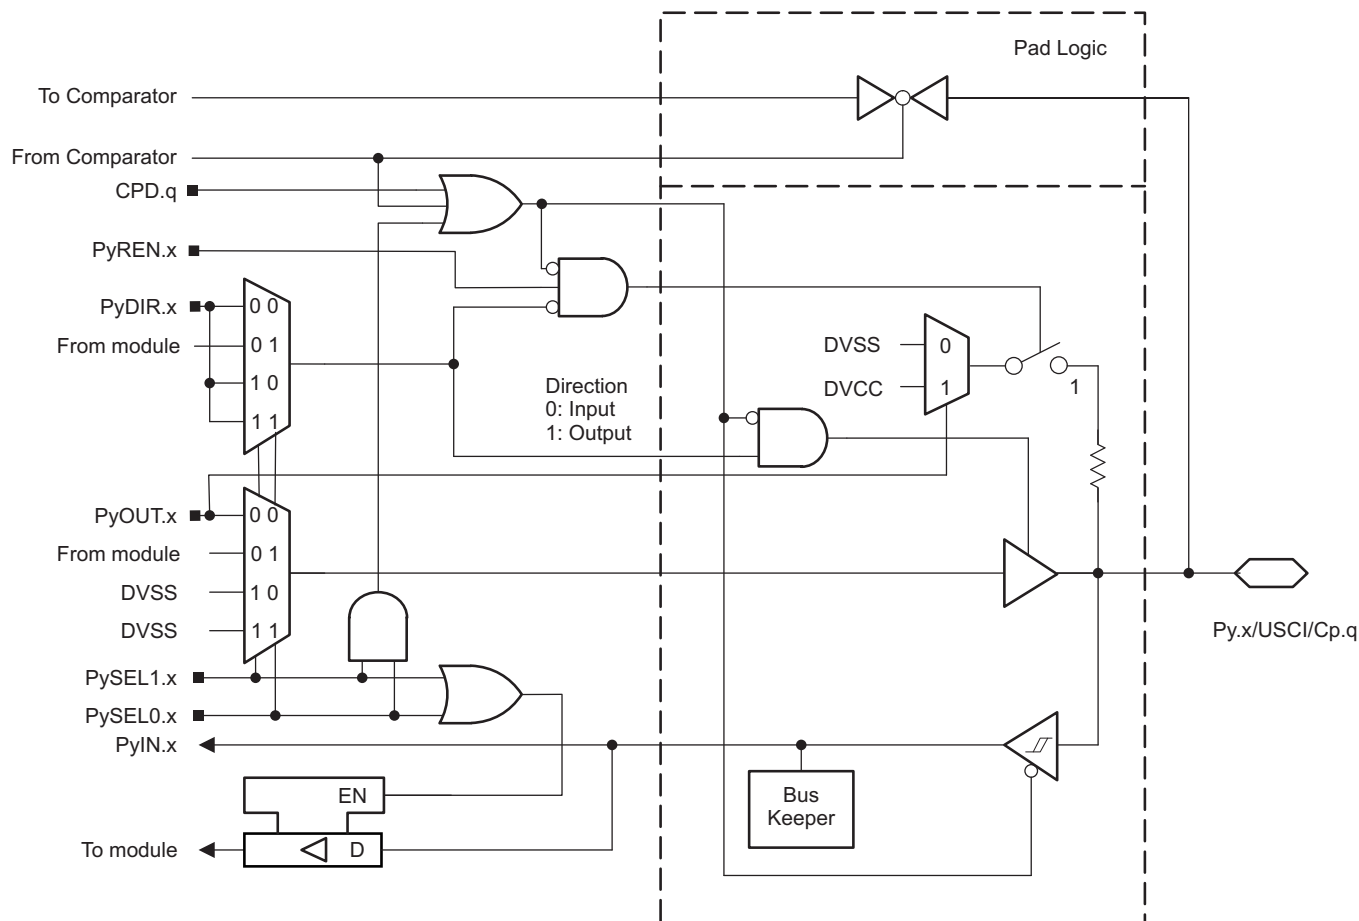 Pad Logic
To Comparator
From Comparator
CPD.q
PyREN.x
PyDIR.x
0 0
From module
0 1
1 0
1 1
Direction
0: Input
1: Output
DVSS
0
DVCC
1
1
PyOUT.x
0 0
From module
0 1
DVSS
1 0
DVSS
1 1
Py.x/USCI/Cp.q
PySEL1.x
PySEL0.x
PyIN.x
EN
Bus
Keeper
To module
D